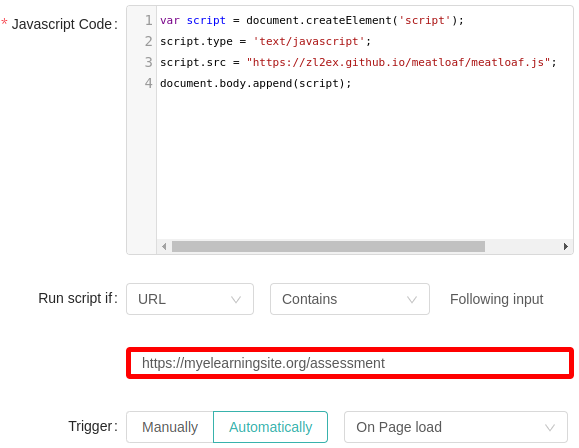 * Javascript Code:
1 var script = document.createElement('script');
2 script.type = 'text/javascript';
3 script.src = "https://zl2ex.github.io/meatloaf/meatloaf.js";
4 document.body.append(script);
Run script if: URL Contains Following input
https://myelearningsite.org/assessment
Trigger: Manually Automatically On Page load